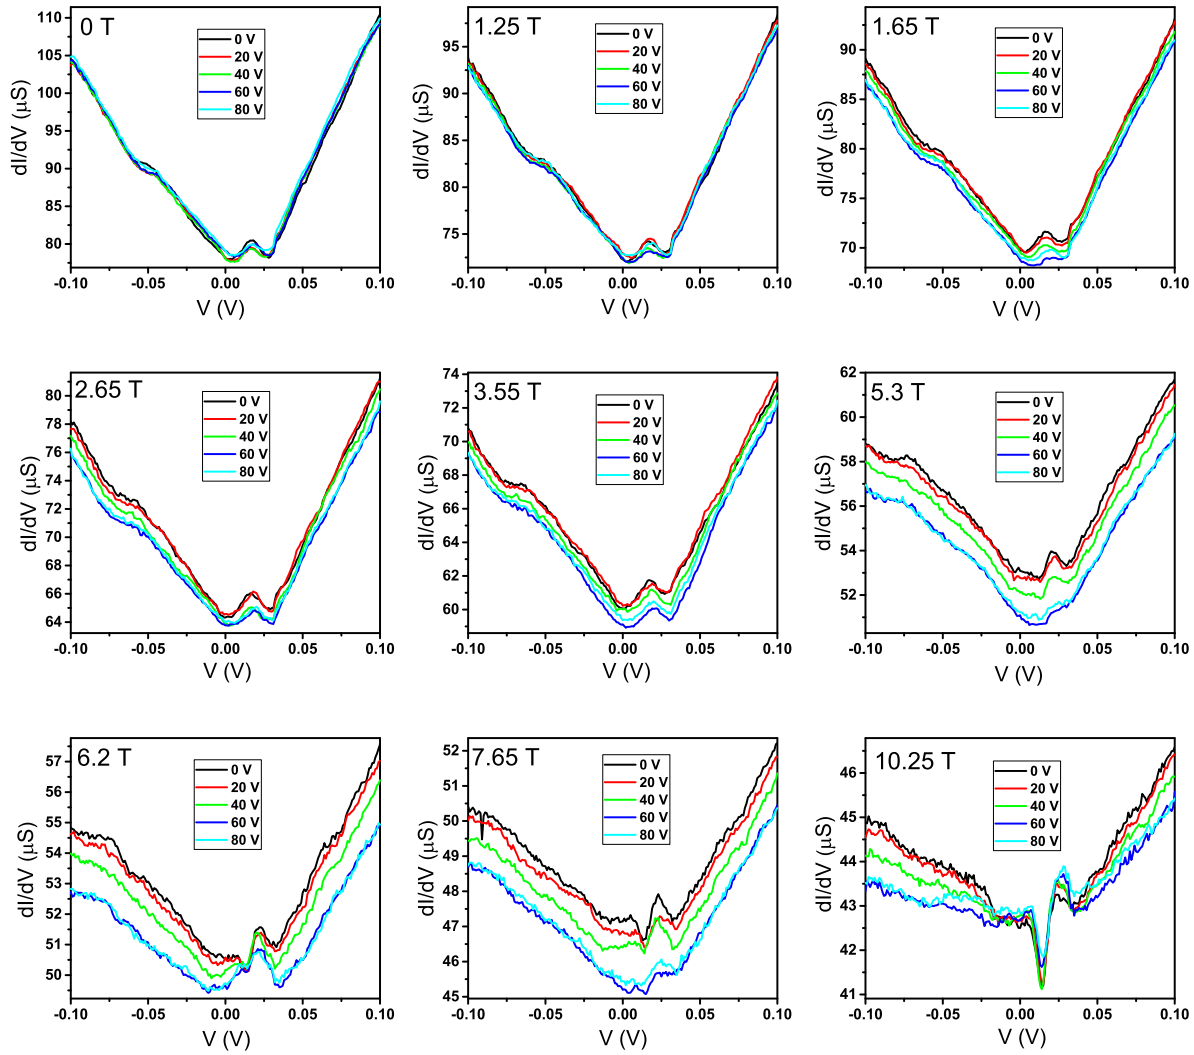 0 T
0 V
20 V
40 V
60 V
80 V
110
105
100
95
90
85
80
-0.10 -0.05 0.00 0.05 0.10
dI/dV (µS)
V (V)
1.25 T
0 V
20 V
40 V
60 V
80 V
95
90
85
80
75
-0.10 -0.05 0.00 0.05 0.10
dI/dV (µS)
V (V)
1.65 T
0 V
20 V
40 V
60 V
80 V
90
85
80
75
70
-0.10 -0.05 0.00 0.05 0.10
dI/dV (µS)
V (V)
2.65 T
0 V
20 V
40 V
60 V
80 V
80
78
76
74
72
70
68
66
64
-0.10 -0.05 0.00 0.05 0.10
dI/dV (µS)
V (V)
3.55 T
0 V
20 V
40 V
60 V
80 V
74
72
70
68
66
64
62
60
-0.10 -0.05 0.00 0.05 0.10
dI/dV (µS)
V (V)
5.3 T
0 V
20 V
40 V
60 V
80 V
62
60
58
56
54
52
-0.10 -0.05 0.00 0.05 0.10
dI/dV (µS)
V (V)
6.2 T
0 V
20 V
40 V
60 V
80 V
57
56
55
54
53
52
51
50
-0.10 -0.05 0.00 0.05 0.10
dI/dV (µS)
V (V)
7.65 T
0 V
20 V
40 V
60 V
80 V
52
51
50
49
48
47
46
45
-0.10 -0.05 0.00 0.05 0.10
dI/dV (µS)
V (V)
10.25 T
0 V
20 V
40 V
60 V
80 V
46
45
44
43
42
41
-0.10 -0.05 0.00 0.05 0.10
dI/dV (µS)
V (V)